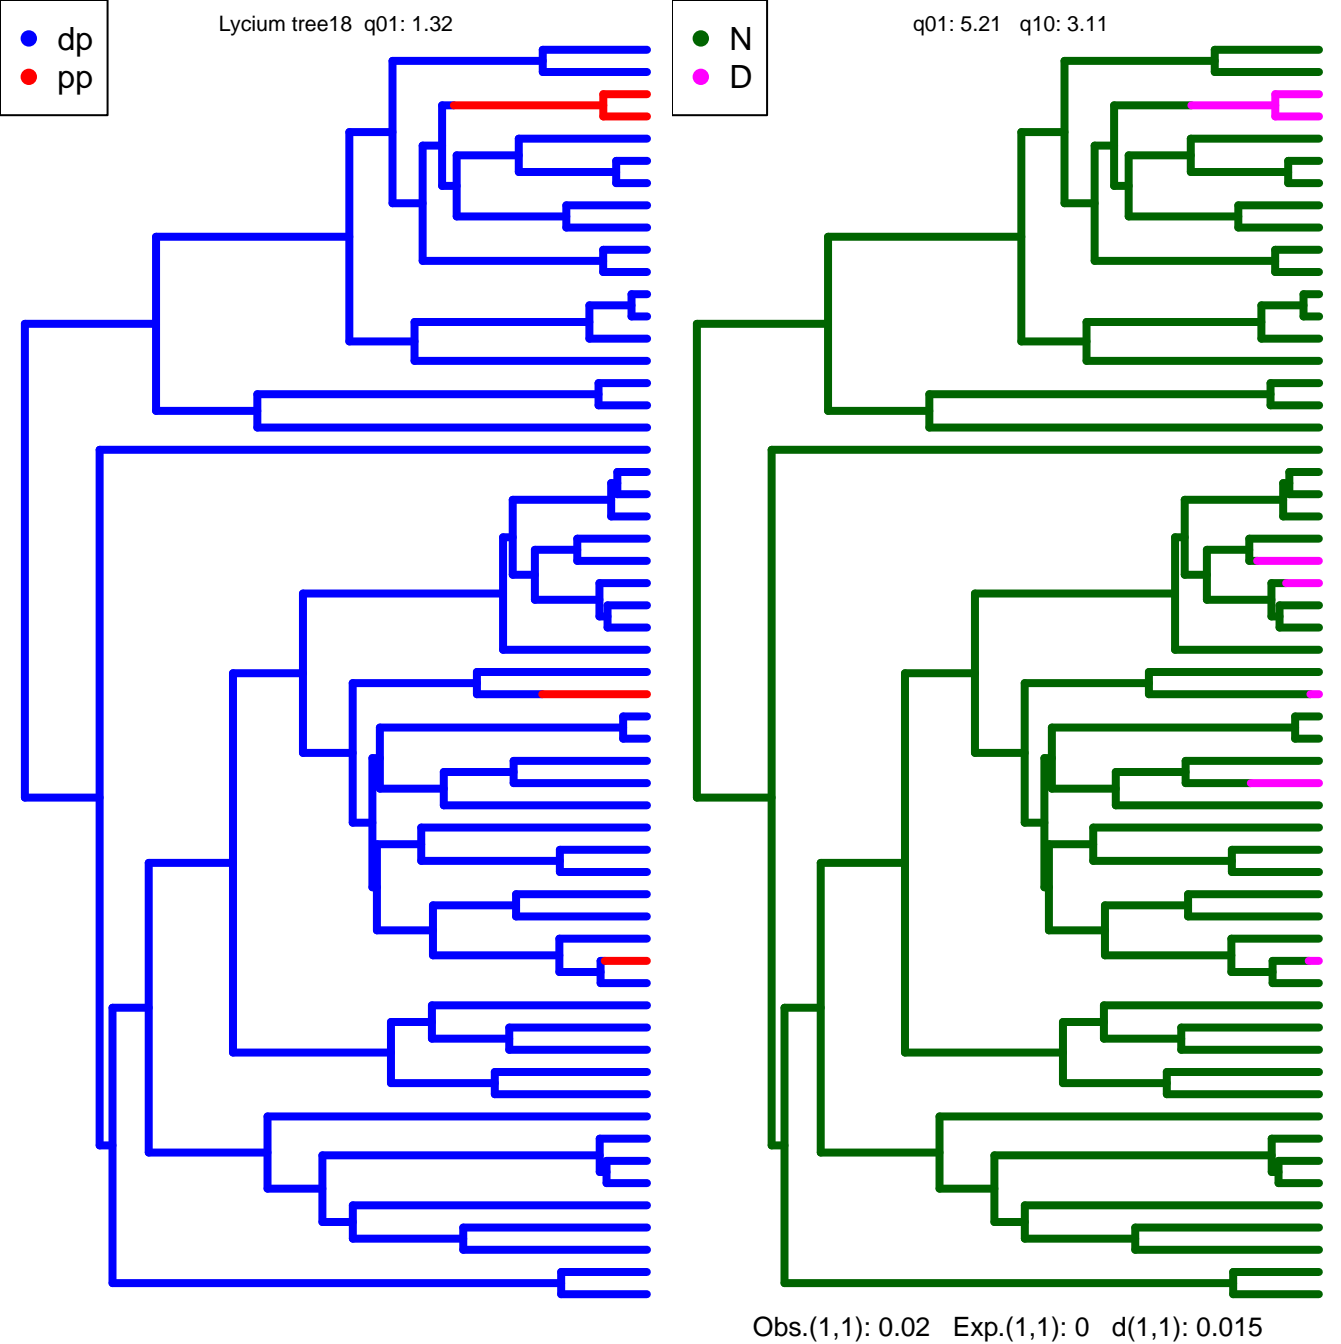 Lycium tree18  q01: 1.32
dp
pp
q01: 5.21   q10: 3.11
N
D
Obs.(1,1): 0.02   Exp.(1,1): 0   d(1,1): 0.015